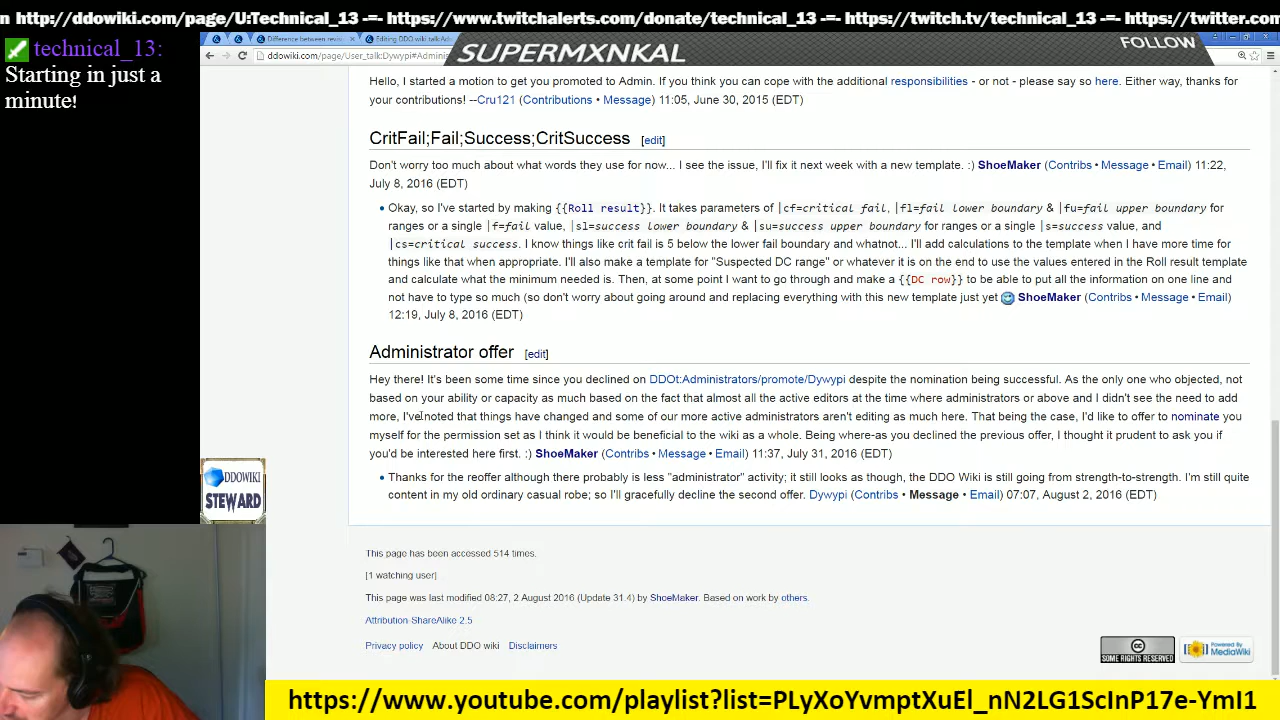 n http://ddowiki.com/page/U:Technical_13 -=- https://www.twitchalerts.com/donate/technical_13 -=- https://twitch.tv/technical_13 -=- https://twitter.com
technical_13:
Starting in just a
minute!
Difference between revis
Editing DDO wiki talk:Adm
SUPERMXNKAL
FOLLOW
ddowiki.com/page/User_talk:Dywypi#Adminis
Hello, I started a motion to get you promoted to Admin. If you think you can cope with the additional responsibilities - or not - please say so here. Either way, thanks for
your contributions! --Cru121 (Contributions • Message) 11:05, June 30, 2015 (EDT)
CritFail;Fail;Success;CritSuccess [edit]
Don't worry too much about what words they use for now... I see the issue, I'll fix it next week with a new template. :) ShoeMaker (Contribs • Message • Email) 11:22,
July 8, 2016 (EDT)
• Okay, so I've started by making {{Roll result}}. It takes parameters of |cf=critical fail, |fl=fail lower boundary & |fu=fail upper boundary for
ranges or a single |f=fail value, |sl=success lower boundary & |su=success upper boundary for ranges or a single |s=success value, and
|cs=critical success. I know things like crit fail is 5 below the lower fail boundary and whatnot... I'll add calculations to the template when I have more time for
things like that when appropriate. I'll also make a template for "Suspected DC range" or whatever it is on the end to use the values entered in the Roll result template
and calculate what the minimum needed is. Then, at some point I want to go through and make a {{DC row}} to be able to put all the information on one line and
not have to type so much (so don't worry about going around and replacing everything with this new template just yet ShoeMaker (Contribs • Message • Email)
12:19, July 8, 2016 (EDT)
Administrator offer [edit]
Hey there! It's been some time since you declined on DDOt:Administrators/promote/Dywypi despite the nomination being successful. As the only one who objected, not
based on your ability or capacity as much based on the fact that almost all the active editors at the time where administrators or above and I didn't see the need to add
more, I've noted that things have changed and some of our more active administrators aren't editing as much here. That being the case, I'd like to offer to nominate you
myself for the permission set as I think it would be beneficial to the wiki as a whole. Being where-as you declined the previous offer, I thought it prudent to ask you if
you'd be interested here first. :) ShoeMaker (Contribs • Message • Email) 11:37, July 31, 2016 (EDT)
• Thanks for the reoffer although there probably is less "administrator" activity; it still looks as though, the DDO Wiki is still going from strength-to-strength. I'm still quite
content in my old ordinary casual robe; so I'll gracefully decline the second offer. Dywypi (Contribs • Message • Email) 07:07, August 2, 2016 (EDT)
DDOWIKI
STEWARD
This page has been accessed 514 times.
[1 watching user]
This page was last modified 08:27, 2 August 2016 (Update 31.4) by ShoeMaker. Based on work by others.
Attribution-ShareAlike 2.5
Privacy policy About DDO wiki Disclaimers
SOME RIGHTS RESERVED
Powered By
MediaWiki
https://www.youtube.com/playlist?list=PLyXoYvmptXuEl_nN2LG1ScInP17e-YmI1